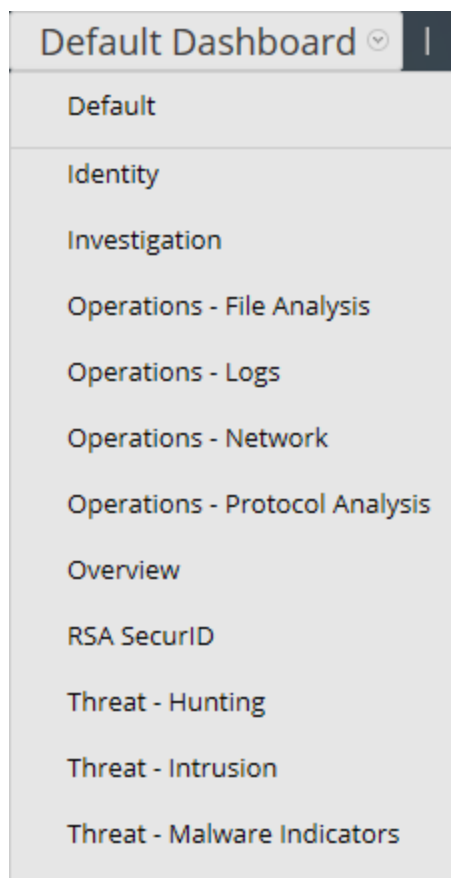 Default Dashboard
Default
Identity
Investigation
Operations - File Analysis
Operations - Logs
Operations - Network
Operations - Protocol Analysis
Overview
RSA SecurID
Threat - Hunting
Threat - Intrusion
Threat - Malware Indicators